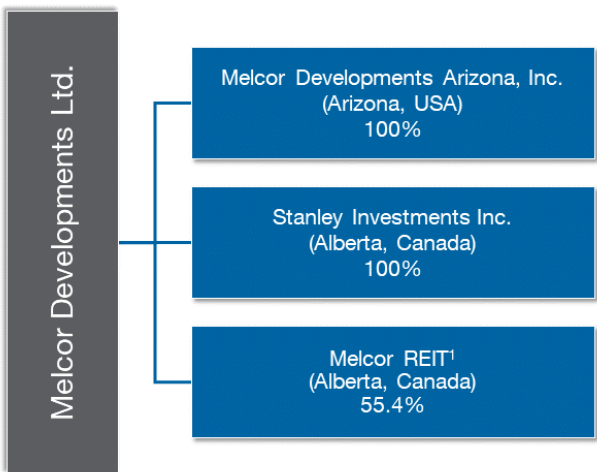 Melcor Developments Ltd.
Melcor Developments Arizona, Inc.
(Arizona, USA)
100%
Stanley Investments Inc.
(Alberta, Canada)
100%
Melcor REIT¹
(Alberta, Canada)
55.4%